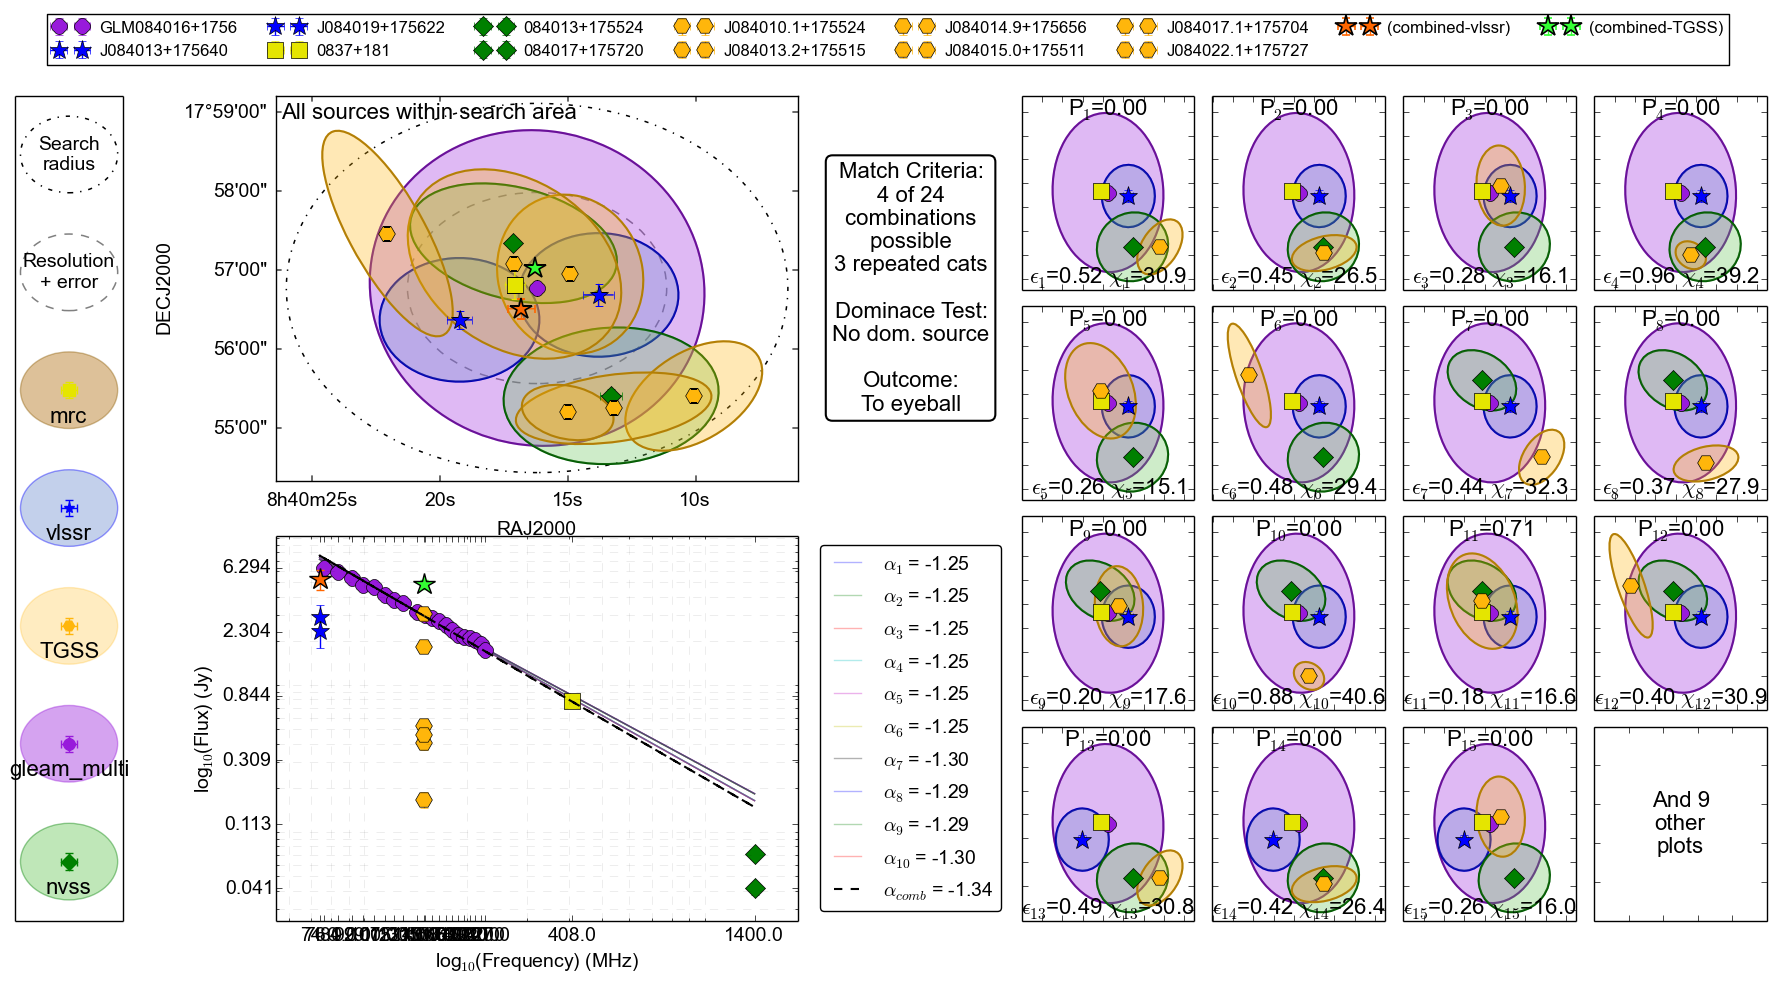 GLM084016+1756 J084019+175622 084013+175524 J084010.1+175524 J084014.9+175656 J084017.1+175704 (combined-vlssr) (combined-TGSS)
J084013+175640 0837+181 084017+175720 J084013.2+175515 J084015.0+175511 J084022.1+175727
Search
radius
Resolution
+ error
mrc
vlssr
TGSS
gleam_multi
nvss
All sources within search area
DECJ2000
17°59'00"
58'00"
57'00"
56'00"
55'00"
8h40m25s 20s 15s 10s
RAJ2000
Match Criteria:
4 of 24
combinations
possible
3 repeated cats
Dominace Test:
No dom. source
Outcome:
To eyeball
log10(Flux) (Jy)
6.294
2.304
0.844
0.309
0.113
0.041
408.0 1400.0
log10(Frequency) (MHz)
α1 = -1.25
α2 = -1.25
α3 = -1.25
α4 = -1.25
α5 = -1.25
α6 = -1.25
α7 = -1.30
α8 = -1.29
α9 = -1.29
α10 = -1.30
αcomb = -1.34
P1=0.00 P2=0.00 P3=0.00 P4=0.00
ϵ1=0.52 χ1=30.9 ϵ2=0.45 χ2=26.5 ϵ3=0.28 χ3=16.1 ϵ4=0.96 χ4=39.2
P5=0.00 P6=0.00 P7=0.00 P8=0.00
ϵ5=0.26 χ5=15.1 ϵ6=0.48 χ6=29.4 ϵ7=0.44 χ7=32.3 ϵ8=0.37 χ8=27.9
P9=0.00 P10=0.00 P11=0.71 P12=0.00
ϵ9=0.20 χ9=17.6 ϵ10=0.88 χ10=40.6 ϵ11=0.18 χ11=16.6 ϵ12=0.40 χ12=30.9
P13=0.00 P14=0.00 P15=0.00
ϵ13=0.49 χ13=30.8 ϵ14=0.42 χ14=26.4 ϵ15=0.26 χ15=16.0
And 9
other
plots